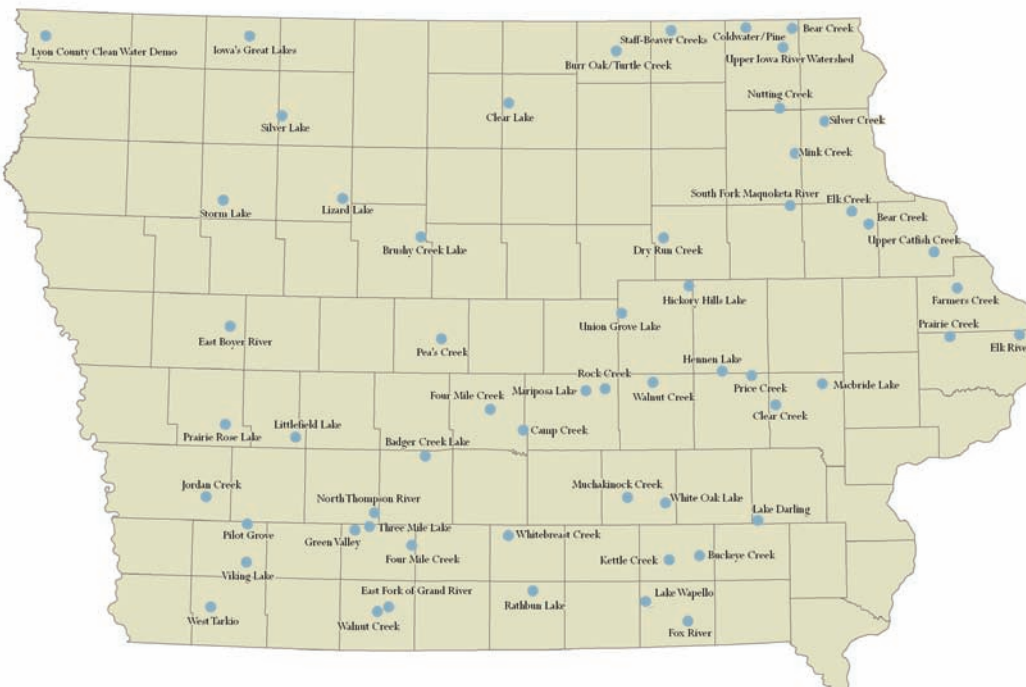 Lyon County Clean Water Demo
Iowa's Great Lakes
Staff-Beaver Creeks
Coldwater/Pine
Bear Creek
Burr Oak/Turtle Creek
Upper Iowa River Watershed
Nutting Creek
Clear Lake
Silver Lake
Silver Creek
Mink Creek
South Fork Maquoketa River
Elk Creek
Storm Lake
Lizard Lake
Bear Creek
Upper Catfish Creek
Brushy Creek Lake
Dry Run Creek
Hickory Hills Lake
Farmers Creek
Union Grove Lake
Prairie Creek
East Boyer River
Pea's Creek
Elk Rive
Hennen Lake
Rock Creek
Mariposa Lake
Walnut Creek
Price Creek
Macbride Lake
Four Mile Creek
Clear Creek
Littlefield Lake
Prairie Rose Lake
Camp Creek
Badger Creek Lake
Jordan Creek
Muchakinock Creek
North Thompson River
White Oak Lake
Lake Darling
Pilot Grove
Three Mile Lake
Green Valley
Whitebreast Creek
Four Mile Creek
Kettle Creek
Buckeye Creek
Viking Lake
East Fork of Grand River
Lake Wapello
Rathbun Lake
West Tarkio
Walnut Creek
Fox River